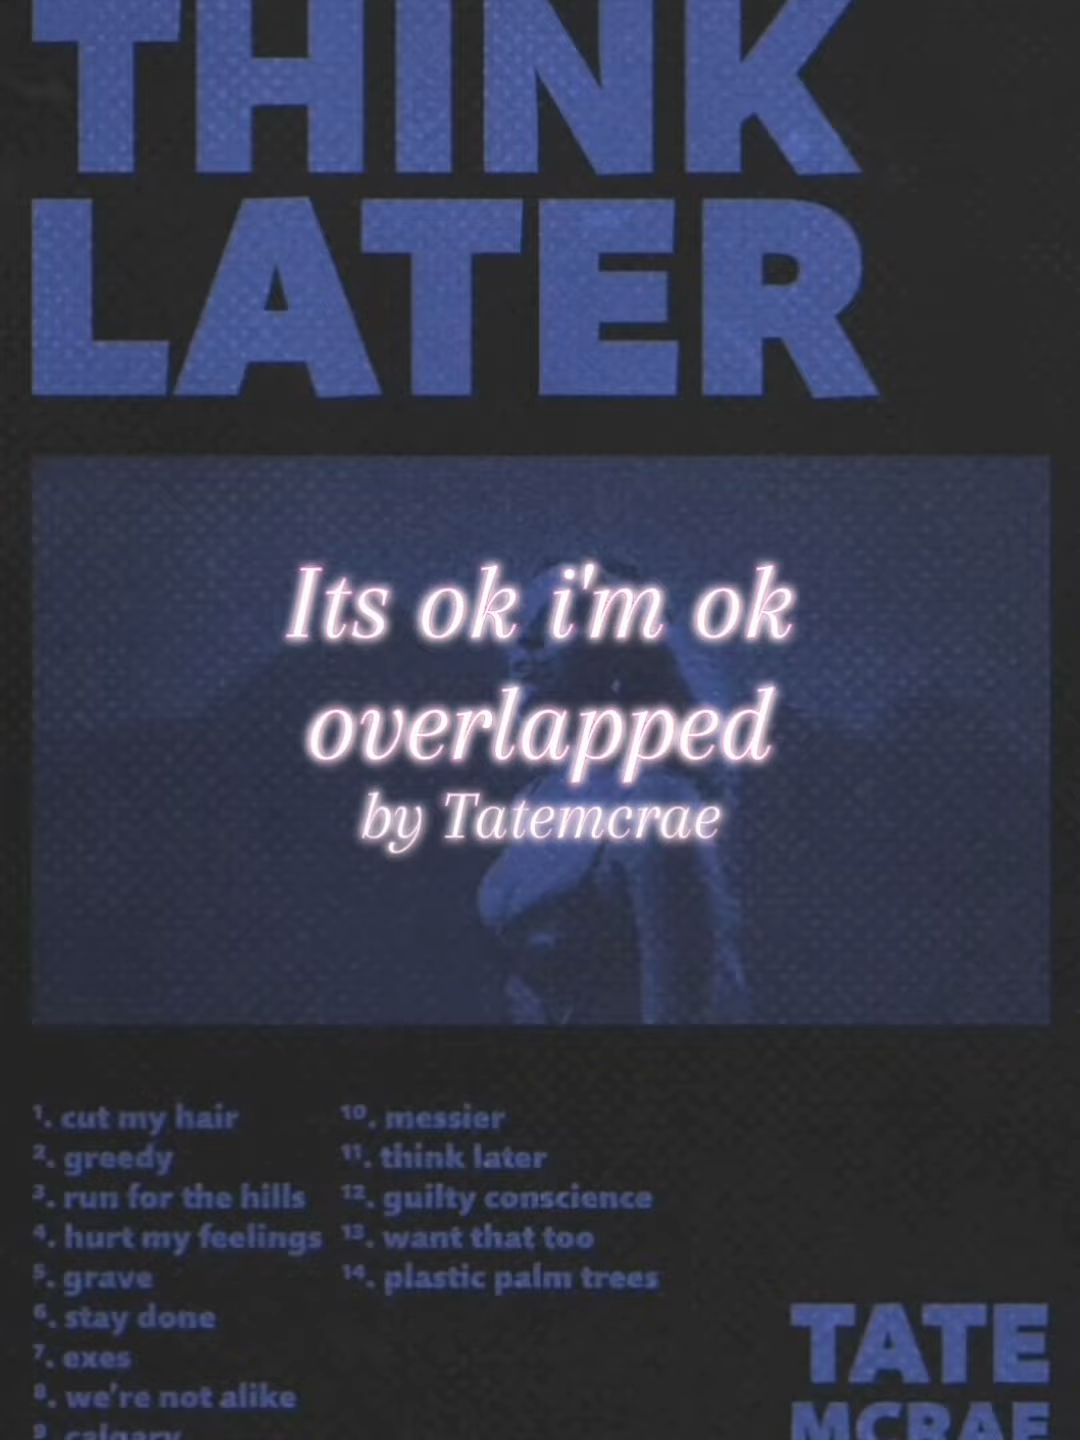 THINK
LATER
Its ok i'm ok
overlapped
by Tatemcrae
1. cut my hair
2. greedy
3. run for the hills
4. hurt my feelings
5. grave
6. stay done
7. exes
8. we're not alike
9. calgary
10. messier
11. think later
12. guilty conscience
13. want that too
14. plastic palm trees
TATE
MCRAE